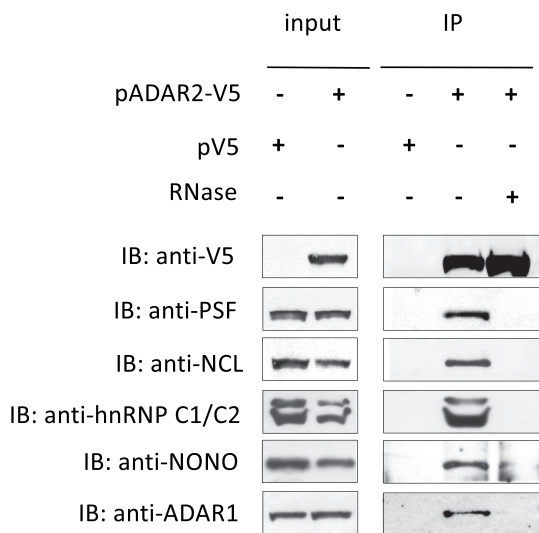 input IP
pADAR2-V5 - + - + +
pV5 + - + - -
RNase - - - - +
IB: anti-V5
IB: anti-PSF
IB: anti-NCL
IB: anti-hnRNP C1/C2
IB: anti-NONO
IB: anti-ADAR1